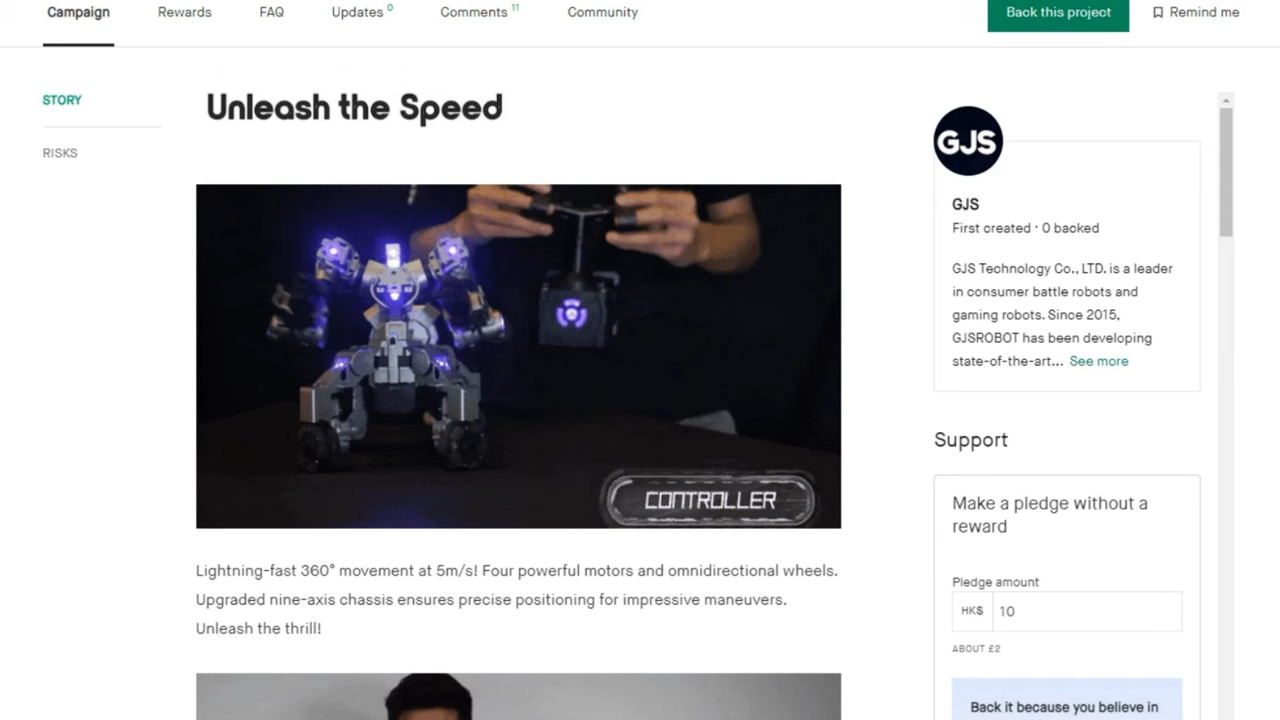 Campaign
Rewards
FAQ
Updates 0
Comments 11
Community
Back this project
Remind me
STORY
RISKS
Unleash the Speed
CONTROLLER
Lightning-fast 360° movement at 5m/s! Four powerful motors and omnidirectional wheels.
Upgraded nine-axis chassis ensures precise positioning for impressive maneuvers.
Unleash the thrill!
GJS
GJS
First created · 0 backed
GJS Technology Co., LTD. is a leader
in consumer battle robots and
gaming robots. Since 2015,
GJSROBOT has been developing
state-of-the-art... See more
Support
Make a pledge without a
reward
Pledge amount
HK$ 10
ABOUT £2
Back it because you believe in